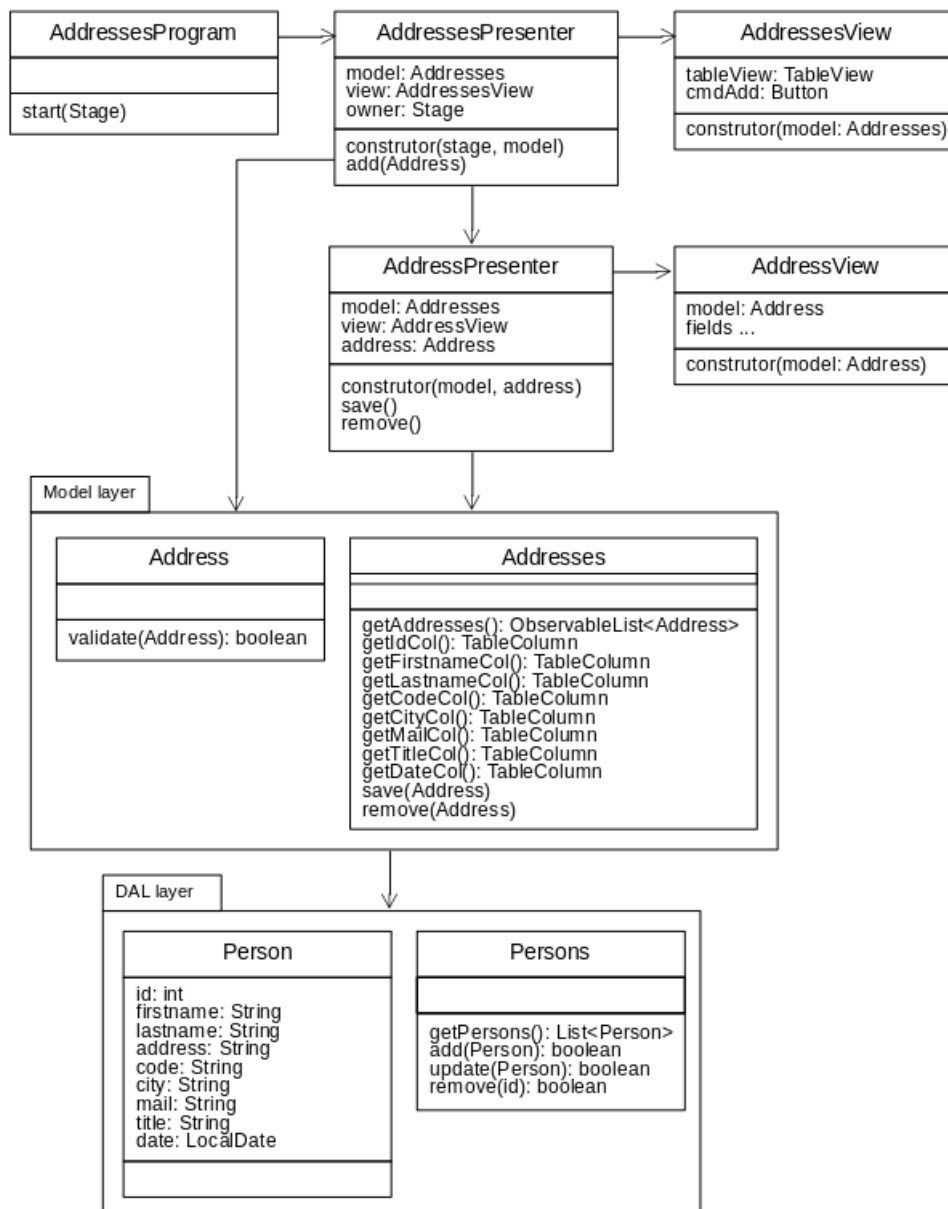 AddressesProgram
start(Stage)
AddressesPresenter
model: Addresses
view: AddressesView
owner: Stage
construtor(stage, model)
add(Address)
AddressesView
tableView: TableView
cmdAdd: Button
construtor(model: Addresses)
AddressPresenter
model: Addresses
view: AddressView
address: Address
construtor(model, address)
save()
remove()
AddressView
model: Address
fields ...
construtor(model: Address)
Model layer
Address
validate(Address): boolean
Addresses
getAddresses(): ObservableList<Address>
getIdCol(): TableColumn
getFirstnameCol(): TableColumn
getLastnameCol(): TableColumn
getCodeCol(): TableColumn
getCityCol(): TableColumn
getMailCol(): TableColumn
getTitleCol(): TableColumn
getDateCol(): TableColumn
save(Address)
remove(Address)
DAL layer
Person
id: int
firstname: String
lastname: String
address: String
code: String
city: String
mail: String
title: String
date: LocalDate
Persons
getPersons(): List<Person>
add(Person): boolean
update(Person): boolean
remove(id): boolean